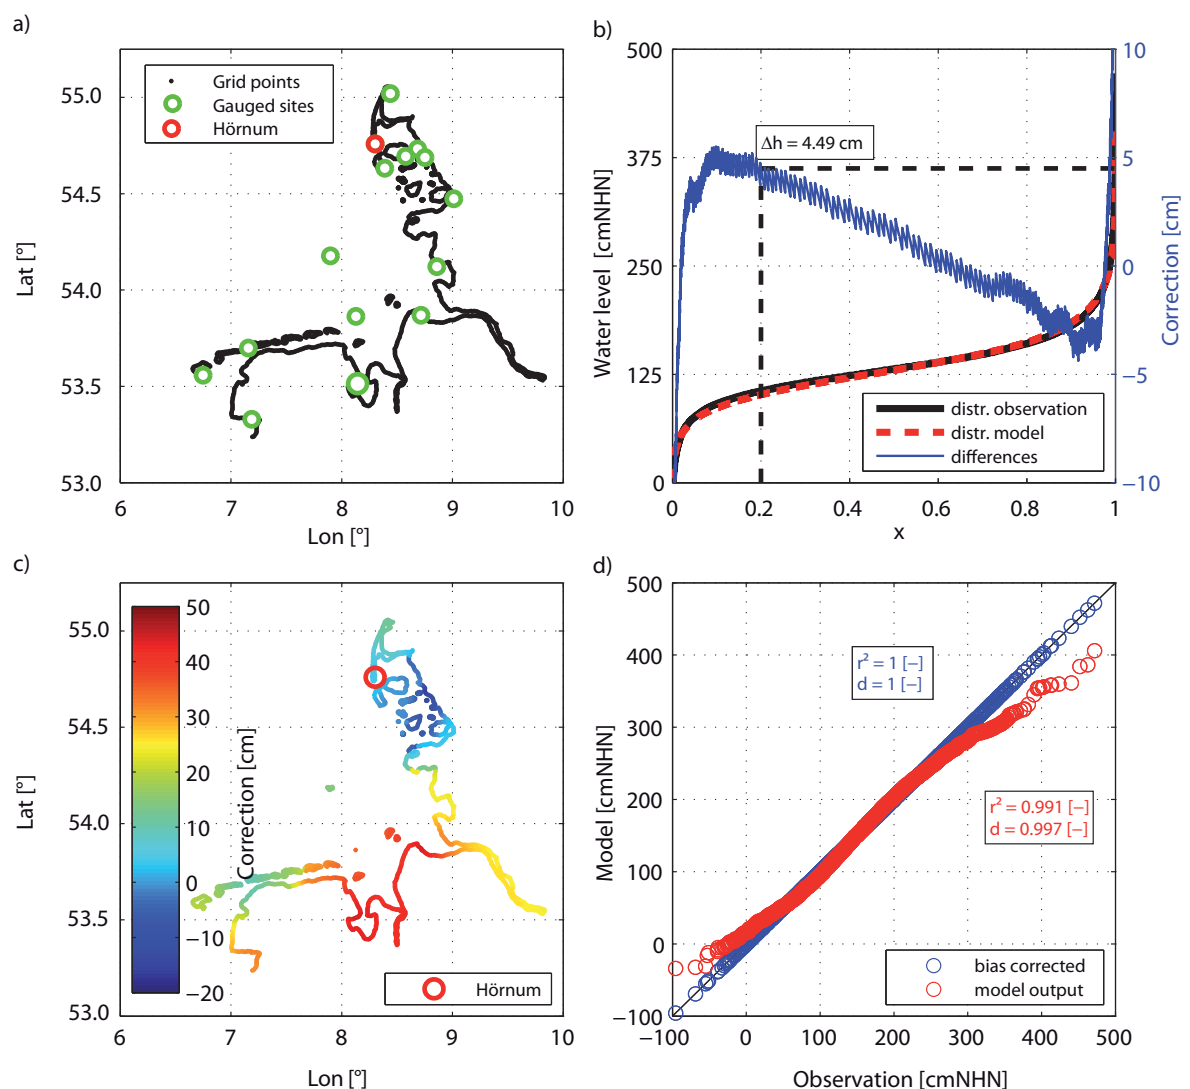 a)
Lat [°]
55.0
54.5
54.0
53.5
53.0
6
7
8
9
10
Lon [°]
Grid points
Gauged sites
Hörnum
b)
Water level [cmNHN]
500
375
250
125
0
0
0.2
0.4
0.6
0.8
1
x
10
5
0
−5
−10
Correction [cm]
Δh = 4.49 cm
distr. observation
distr. model
differences
c)
Lat [°]
55.0
54.5
54.0
53.5
53.0
6
7
8
9
10
Lon [°]
50
40
30
20
10
0
−10
−20
Correction [cm]
Hörnum
d)
Model [cmNHN]
500
400
300
200
100
0
−100
−100
0
100
200
300
400
500
Observation [cmNHN]
r² = 1 [−]
d = 1 [−]
r² = 0.991 [−]
d = 0.997 [−]
bias corrected
model output